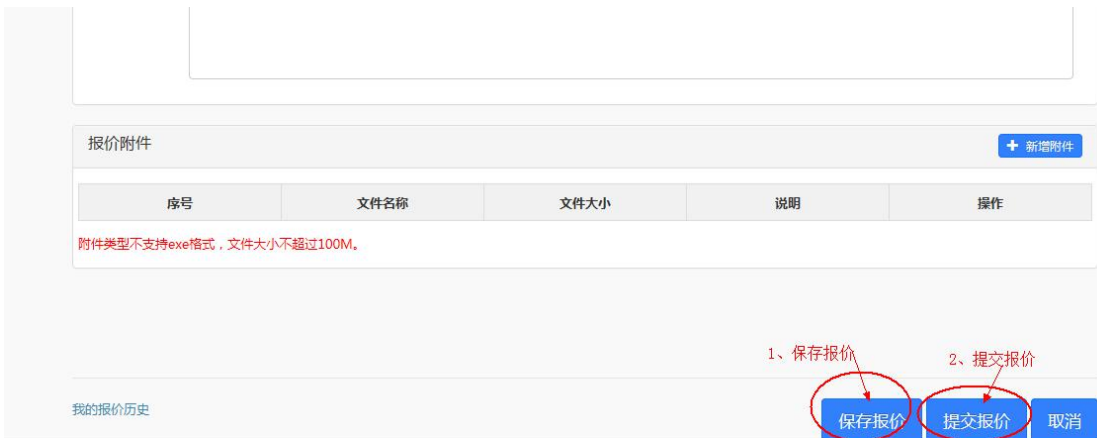 报价附件
+ 新增附件
序号 文件名称 文件大小 说明 操作
附件类型不支持exe格式，文件大小不超过100M。
1、保存报价
2、提交报价
我的报价历史
保存报价 提交报价 取消